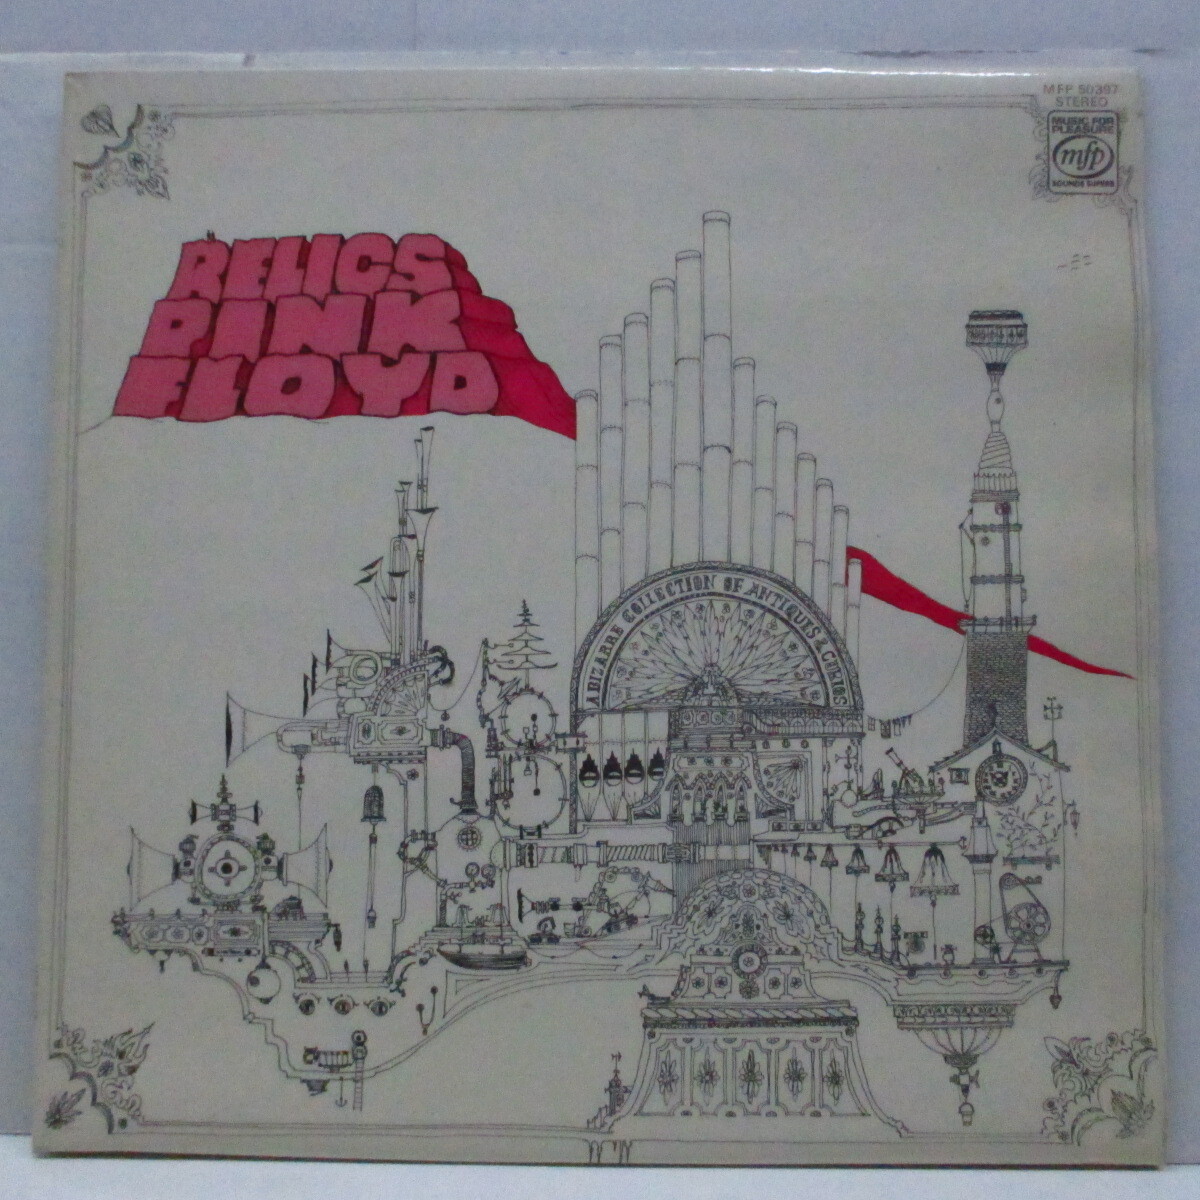 MFP 50397
STEREO
MUSIC FOR
PLEASURE
mfp
SOUNDS SUPERB
RELICS
PINK
FLOYD
A BIZARRE COLLECTION OF ANTIQUES & CURIOS